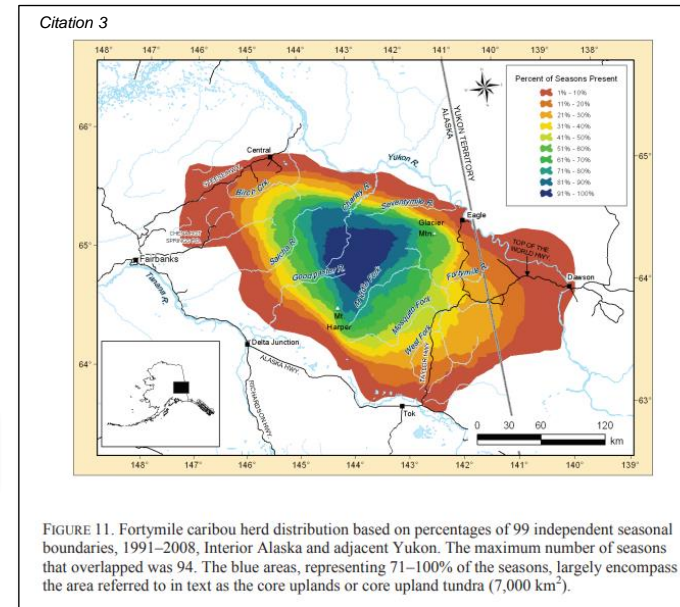 Citation 3
148° 147° 146° 145° 144° 143° 142° 141° 140° 139° 138°
Percent of Seasons Present
1% - 10%
11% - 20%
21% - 30%
31% - 40%
41% - 50%
51% - 60%
61% - 70%
71% - 80%
81% - 90%
91% - 100%
YUKON TERRITORY
ALASKA
66°
65°
Central
Yukon R.
Birch Crk.
Charley R.
Seventymile R.
Eagle
Glacier
Mtn.
TOP OF
THE
WORLD HWY.
65°
64°
Fairbanks
Salcha R.
Goodpaster R.
Middle Fork
Fortymile R.
Dawson
Tanana R.
Mt
Harper
Mosquito Fork
West Fork
TAYLOR HWY.
64°
63°
Delta Junction
ALASKA HWY.
RICHARDSON HWY.
Tok
0 30 60 120
km
148° 147° 146° 145° 144° 143° 142° 141° 140° 139°
FIGURE 11. Fortymile caribou herd distribution based on percentages of 99 independent seasonal
boundaries, 1991–2008, Interior Alaska and adjacent Yukon. The maximum number of seasons
that overlapped was 94. The blue areas, representing 71–100% of the seasons, largely encompass
the area referred to in text as the core uplands or core upland tundra (7,000 km²).